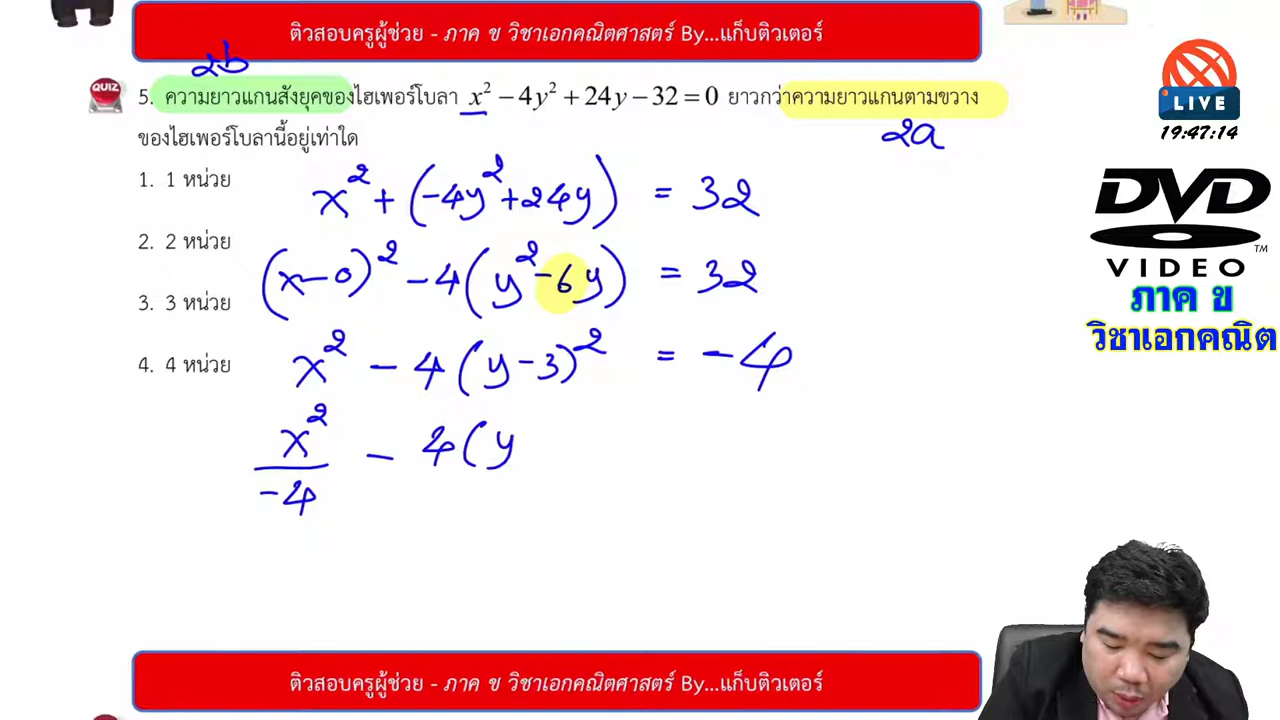 ติวสอบครูผู้ช่วย - ภาค ข วิชาเอกคณิตศาสตร์ By...แก็บติวเตอร์
2b
QUIZ
5. ความยาวแกนสังยุคของไฮเพอร์โบลา x² − 4y² + 24y − 32 = 0 ยาวกว่าความยาวแกนตามขวาง
2a
ของไฮเพอร์โบลานี้อยู่เท่าใด
1. 1 หน่วย
x² + (-4y² + 24y) = 32
2. 2 หน่วย
(x-0)² - 4(y² - 6y) = 32
3. 3 หน่วย
x² - 4(y-3)² = -4
4. 4 หน่วย
x²/-4 - 4(y
LIVE
19:47:14
DVD
VIDEO
ภาค ข
วิชาเอกคณิต
ติวสอบครูผู้ช่วย - ภาค ข วิชาเอกคณิตศาสตร์ By...แก็บติวเตอร์